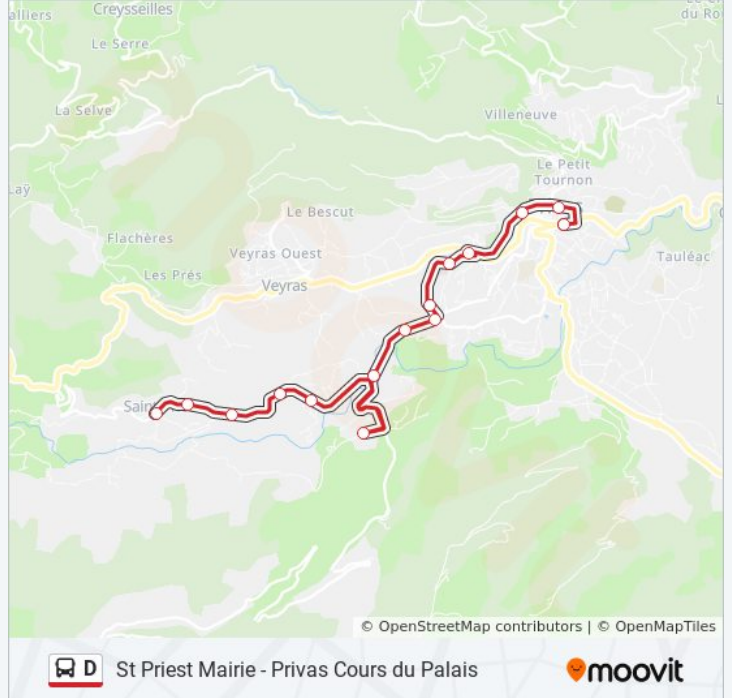 Creysseilles
alliers
du Ro
Le Serre
La Selve
Villeneuve
Le Petit
Tournon
Laÿ
Le Bescut
Flachères
Veyras Ouest
Tauléac
Les Prés
Veyras
Saint
© OpenStreetMap contributors | © OpenMapTiles
D St Priest Mairie - Privas Cours du Palais
moovit